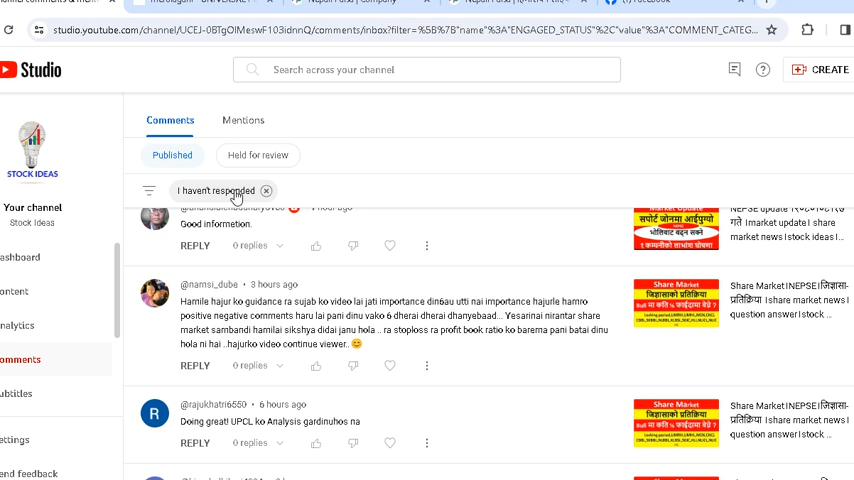 studio.youtube.com/channel/UCEJ-0BTgOlMeswF103idnnQ/comments/inbox?filter=%5B%7B"name"%3A"ENGAGED_STATUS"%2C"value"%3A"COMMENT_CATEG...
Studio
Search across your channel
CREATE
Comments
Mentions
Published
Held for review
I haven't responded
STOCK IDEAS
Your channel
Stock Ideas
ashboard
ontent
nalytics
omments
ubtitles
ettings
end feedback
Good informetion.
REPLY
0 replies
गते । market update । share
market news । stock ideas । ...
@namsi_dube • 3 hours ago
Hamile hajur ko guidance ra sujab ko video lai jati importance din6au utti nai importance hajurle hamro
positive negative comments haru lai pani dinu vako 6 dherai dherai dhanyebaad... Yesarinai nirantar share
market sambandi hamilai sikshya didai janu hola .. ra stoploss ra profit book ratio ko barema pani batai dinu
hola ni hai ..hajurko video continue viewer..😊
REPLY
0 replies
Share Market
जिज्ञासाको प्रतिक्रिया
Share Market।NEPSE।जिज्ञासा-
प्रतिक्रिया । share market news ।
question answer । stock ...
@rajukhatri6550 • 6 hours ago
Doing great! UPCL ko Analysis gardinuhos na
REPLY
0 replies
Share Market
जिज्ञासाको प्रतिक्रिया
Share Market।NEPSE।जिज्ञासा-
प्रतिक्रिया । share market news ।
question answer । stock ...